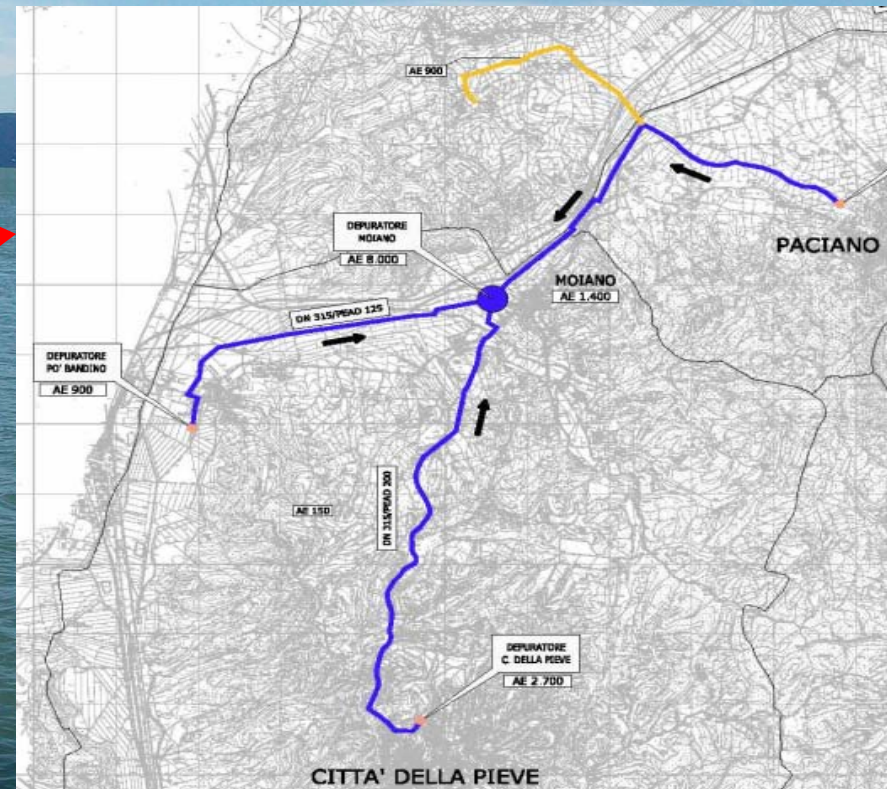 AE 900
DEPURATORE
MOIANO
AE 8.000
PACIANO
MOIANO
AE 1.400
DN 315/PEAD 125
DEPURATORE
PO' BANDINO
AE 900
DN 315/PEAD 200
AE 150
DEPURATORE
C. DELLA PIEVE
AE 2.700
CITTA' DELLA PIEVE